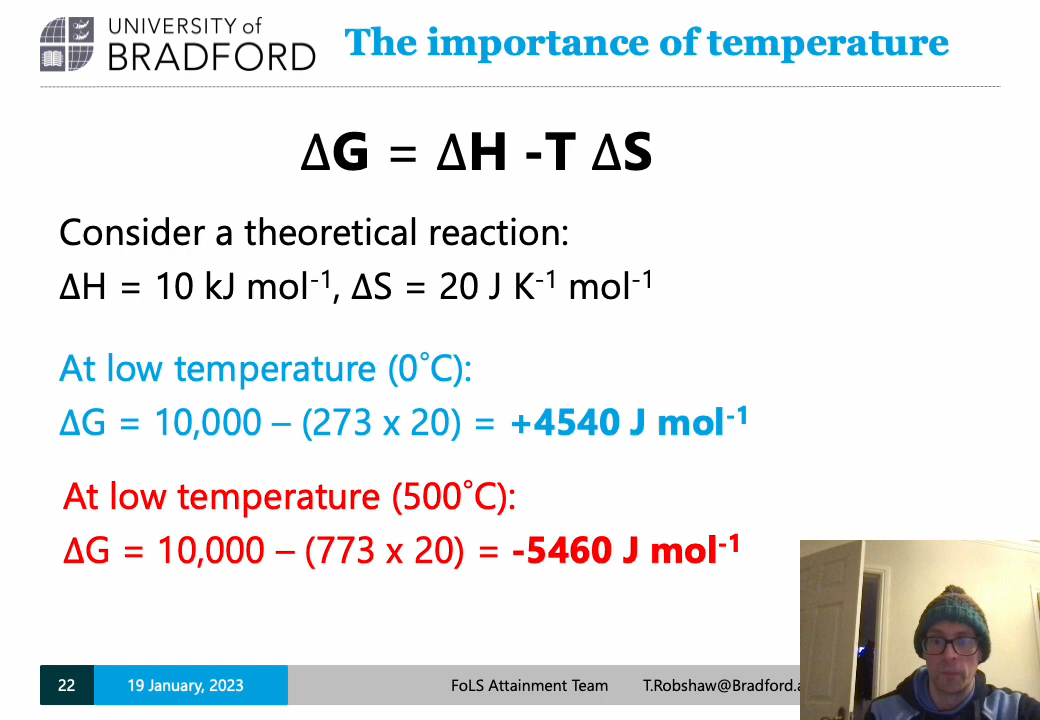 UNIVERSITY of
BRADFORD
The importance of temperature
ΔG = ΔH -T ΔS
Consider a theoretical reaction:
ΔH = 10 kJ mol⁻¹, ΔS = 20 J K⁻¹ mol⁻¹
At low temperature (0°C):
ΔG = 10,000 – (273 x 20) = +4540 J mol⁻¹
At low temperature (500°C):
ΔG = 10,000 – (773 x 20) = -5460 J mol⁻¹
22 19 January, 2023 FoLS Attainment Team T.Robshaw@Bradford.a